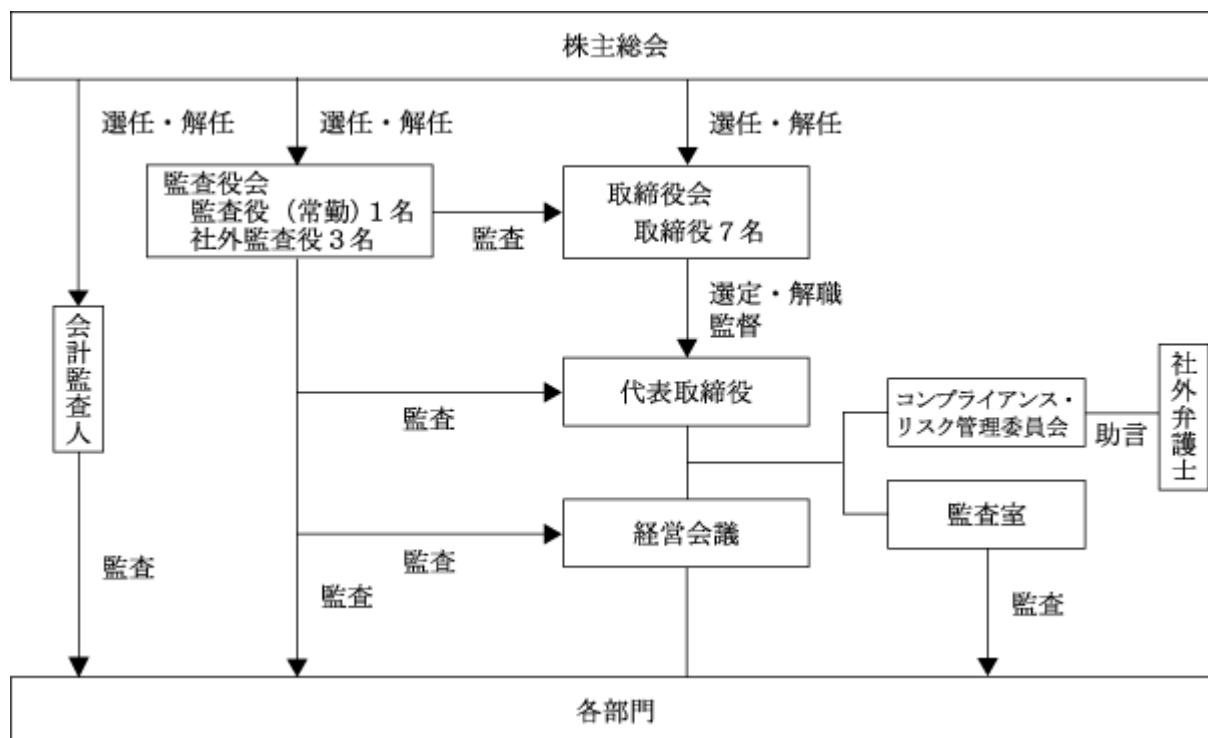 株主総会
選任・解任
選任・解任
選任・解任
監査役会
監査役(常勤)1名
社外監査役3名
監査
取締役会
取締役7名
選定・解職
監督
会計監査人
代表取締役
監査
コンプライアンス・
リスク管理委員会
助言
社外弁護士
経営会議
監査室
監査
監査
監査
監査
各部門